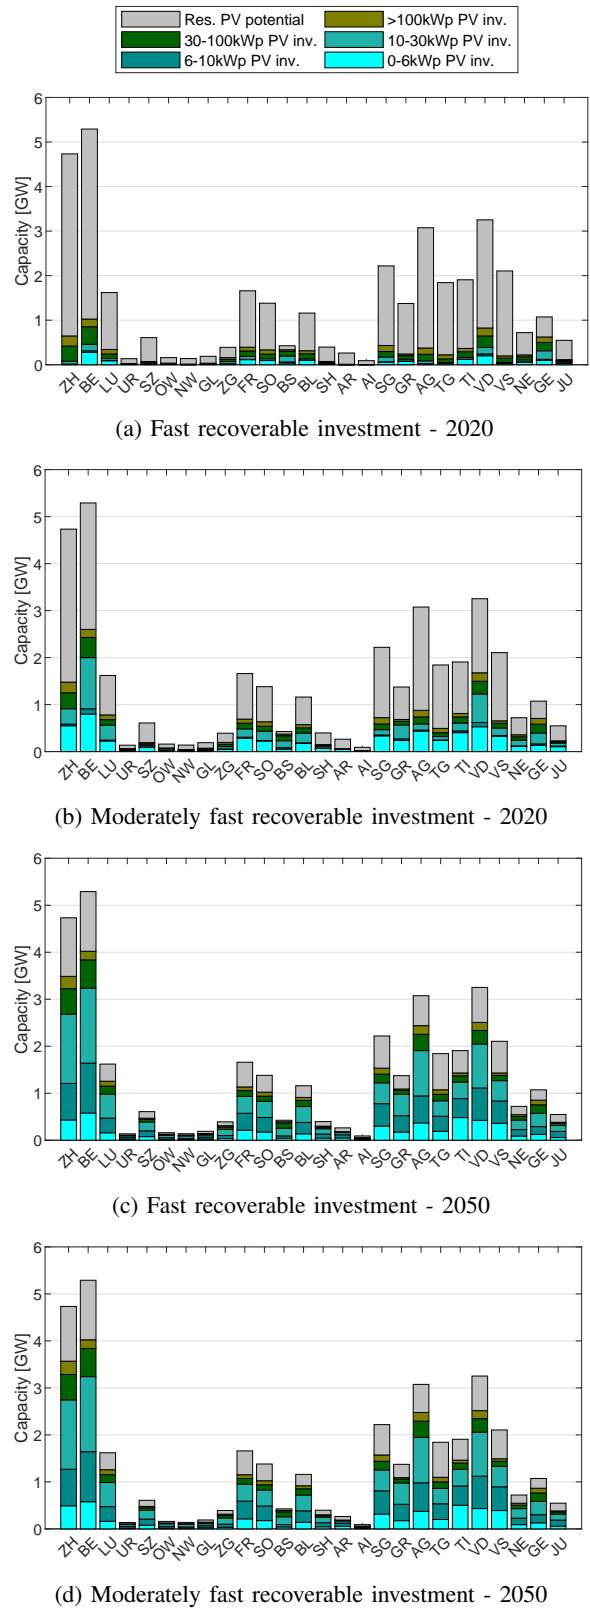 Res. PV potential >100kWp PV inv.
30-100kWp PV inv. 10-30kWp PV inv.
6-10kWp PV inv. 0-6kWp PV inv.
6
5
4
3
2
1
0
Capacity [GW]
ZH BE LU UR SZ OW NW GL ZG FR SO BS BL SH AR AI SG GR AG TG TI VD VS NE GE JU
(a) Fast recoverable investment - 2020
6
5
4
3
2
1
0
Capacity [GW]
ZH BE LU UR SZ OW NW GL ZG FR SO BS BL SH AR AI SG GR AG TG TI VD VS NE GE JU
(b) Moderately fast recoverable investment - 2020
6
5
4
3
2
1
0
Capacity [GW]
ZH BE LU UR SZ OW NW GL ZG FR SO BS BL SH AR AI SG GR AG TG TI VD VS NE GE JU
(c) Fast recoverable investment - 2050
6
5
4
3
2
1
0
Capacity [GW]
ZH BE LU UR SZ OW NW GL ZG FR SO BS BL SH AR AI SG GR AG TG TI VD VS NE GE JU
(d) Moderately fast recoverable investment - 2050